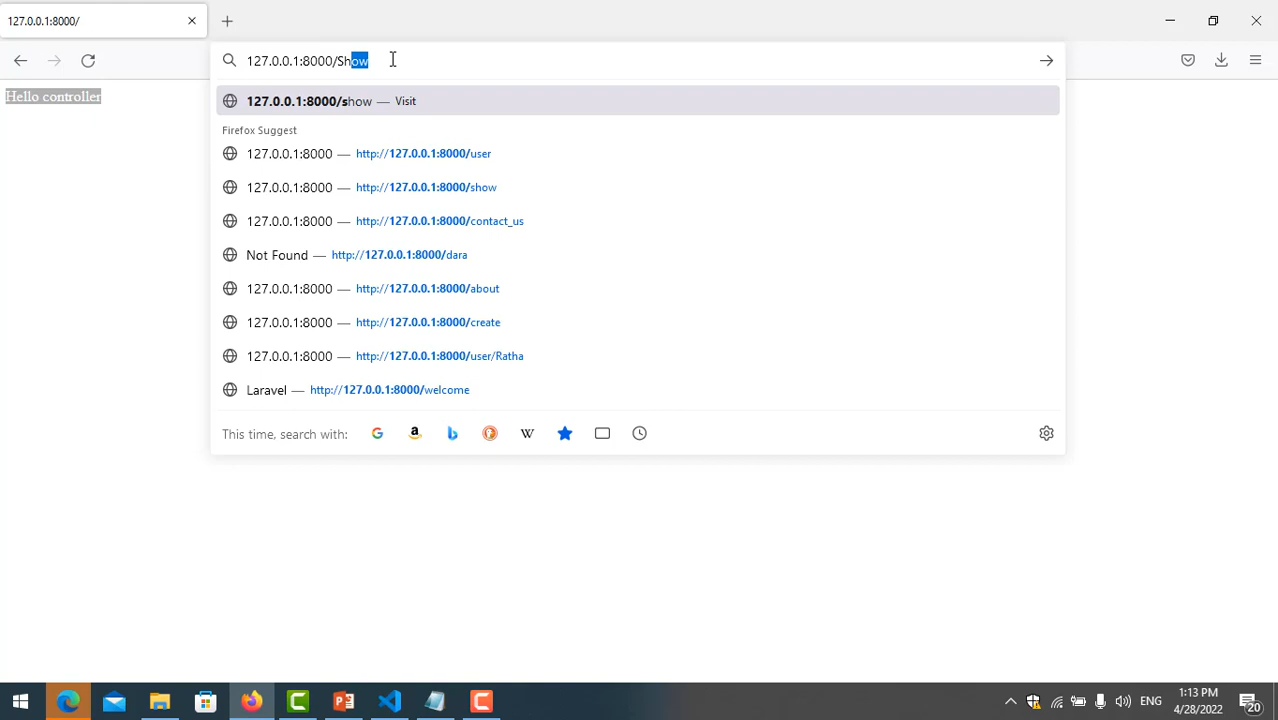 127.0.0.1:8000/
127.0.0.1:8000/Show
Hello controller
127.0.0.1:8000/show — Visit
Firefox Suggest
127.0.0.1:8000 — http://127.0.0.1:8000/user
127.0.0.1:8000 — http://127.0.0.1:8000/show
127.0.0.1:8000 — http://127.0.0.1:8000/contact_us
Not Found — http://127.0.0.1:8000/dara
127.0.0.1:8000 — http://127.0.0.1:8000/about
127.0.0.1:8000 — http://127.0.0.1:8000/create
127.0.0.1:8000 — http://127.0.0.1:8000/user/Ratha
Laravel — http://127.0.0.1:8000/welcome
This time, search with:
ENG
1:13 PM
4/28/2022
20